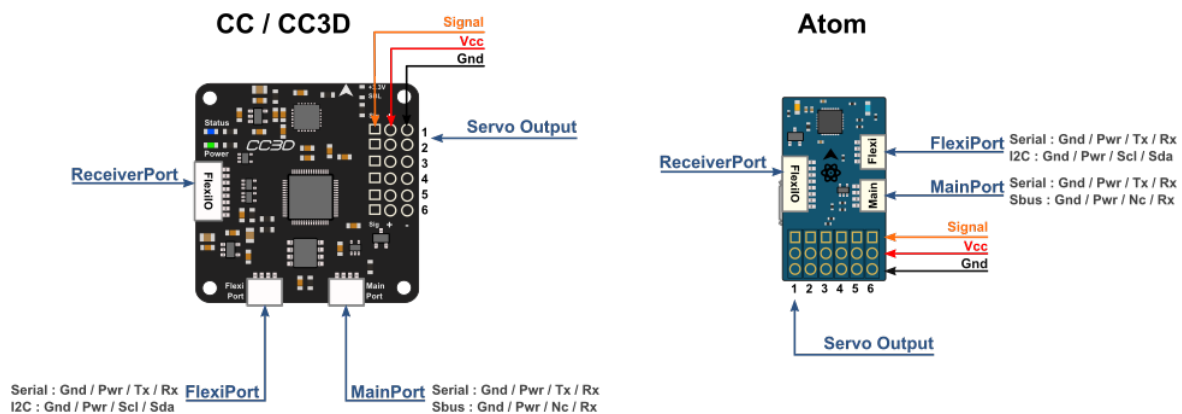 CC / CC3D
Signal
Vcc
Gnd
+3.3V
SBL
Status
Power
CC3D
1
2
3
4
5
6
Servo Output
ReceiverPort
FlexiIO
Sig + -
Flexi
Port
Main
Port
Serial : Gnd / Pwr / Tx / Rx
I2C : Gnd / Pwr / Scl / Sda
FlexiPort
MainPort
Serial : Gnd / Pwr / Tx / Rx
Sbus : Gnd / Pwr / Nc / Rx
Atom
ReceiverPort
FlexiIO
Flexi
Main
FlexiPort
Serial : Gnd / Pwr / Tx / Rx
I2C : Gnd / Pwr / Scl / Sda
MainPort
Serial : Gnd / Pwr / Tx / Rx
Sbus : Gnd / Pwr / Nc / Rx
Signal
Vcc
Gnd
1 2 3 4 5 6
Servo Output